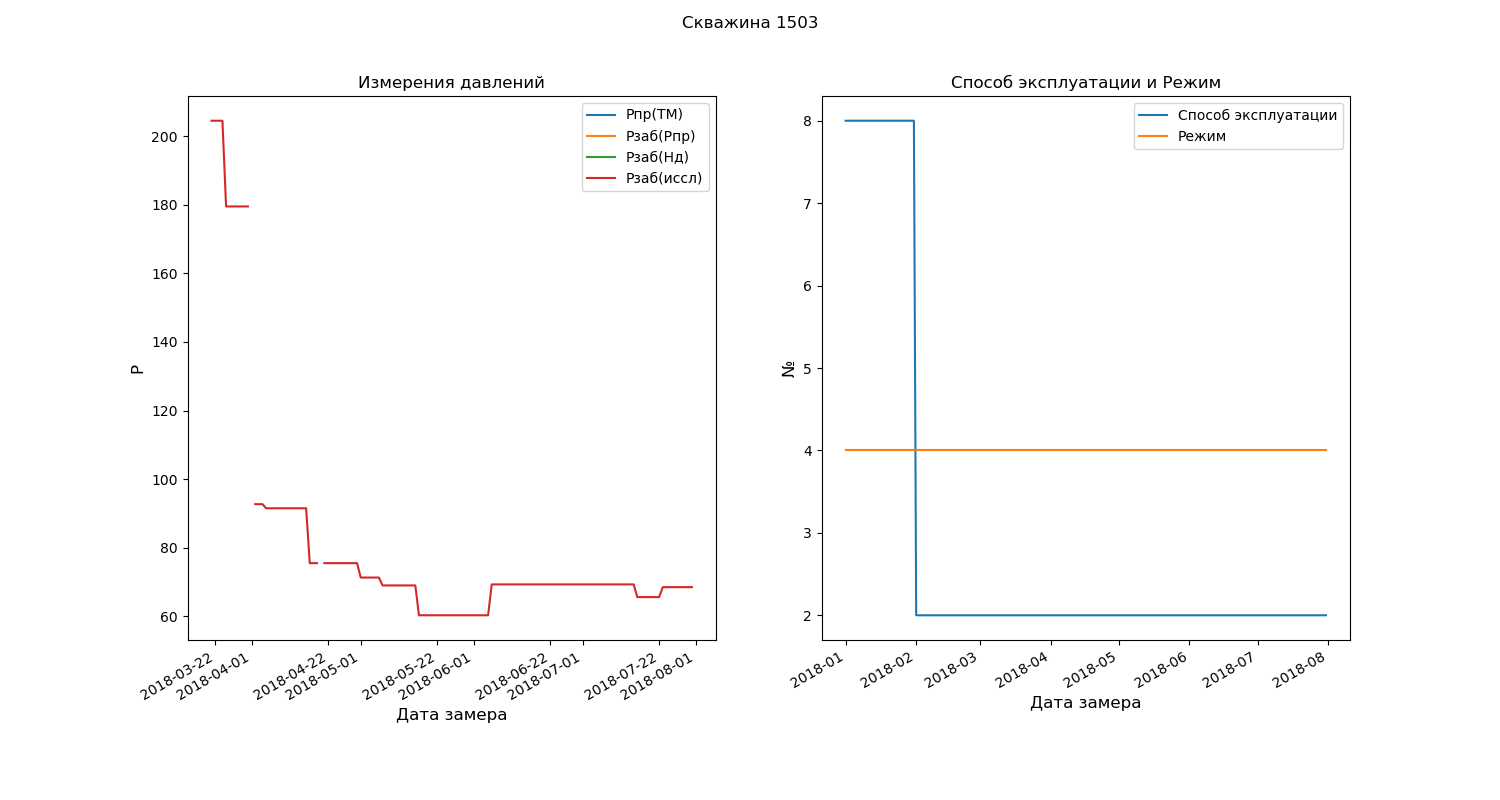 Скважина 1503
Измерения давлений
Рпр(ТМ)
Рзаб(Рпр)
Рзаб(Нд)
Рзаб(иссл)
200
180
160
140
120
100
80
60
Р
2018-03-22
2018-04-01
2018-04-22
2018-05-01
2018-05-22
2018-06-01
2018-06-22
2018-07-01
2018-07-22
2018-08-01
Дата замера
Способ эксплуатации и Режим
Способ эксплуатации
Режим
8
7
6
5
4
3
2
№
2018-01
2018-02
2018-03
2018-04
2018-05
2018-06
2018-07
2018-08
Дата замера